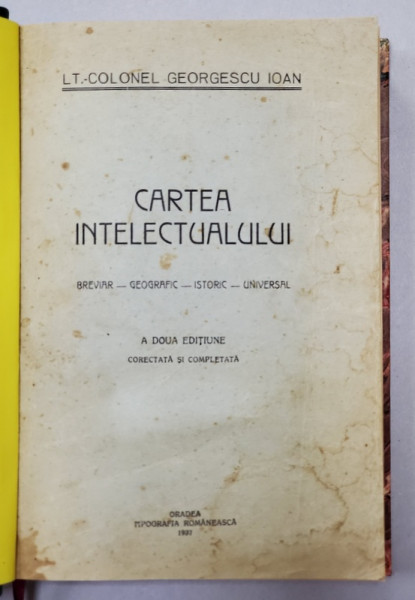 LT.-COLONEL GEORGESCU IOAN
CARTEA
INTELECTUALULUI
BREVIAR — GEOGRAFIC — ISTORIC — UNIVERSAL
A DOUA EDIȚIUNE
CORECTATĂ ȘI COMPLETATĂ
ORADEA
TIPOGRAFIA ROMÂNEASCĂ